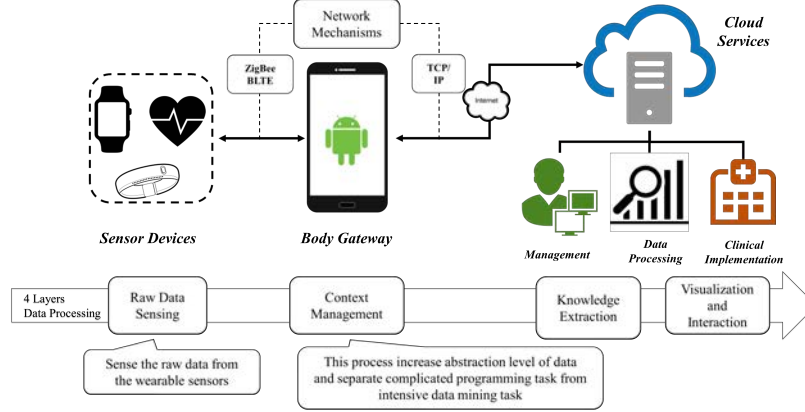 Network
Mechanisms
Cloud
Services
ZigBee
BLTE
TCP/
IP
Internet
Sensor Devices
Body Gateway
Management
Data
Processing
Clinical
Implementation
4 Layers
Data Processing
Raw Data
Sensing
Context
Management
Knowledge
Extraction
Visualization
and
Interaction
Sense the raw data from
the wearable sensors
This process increase abstraction level of data
and separate complicated programming task from
intensive data mining task